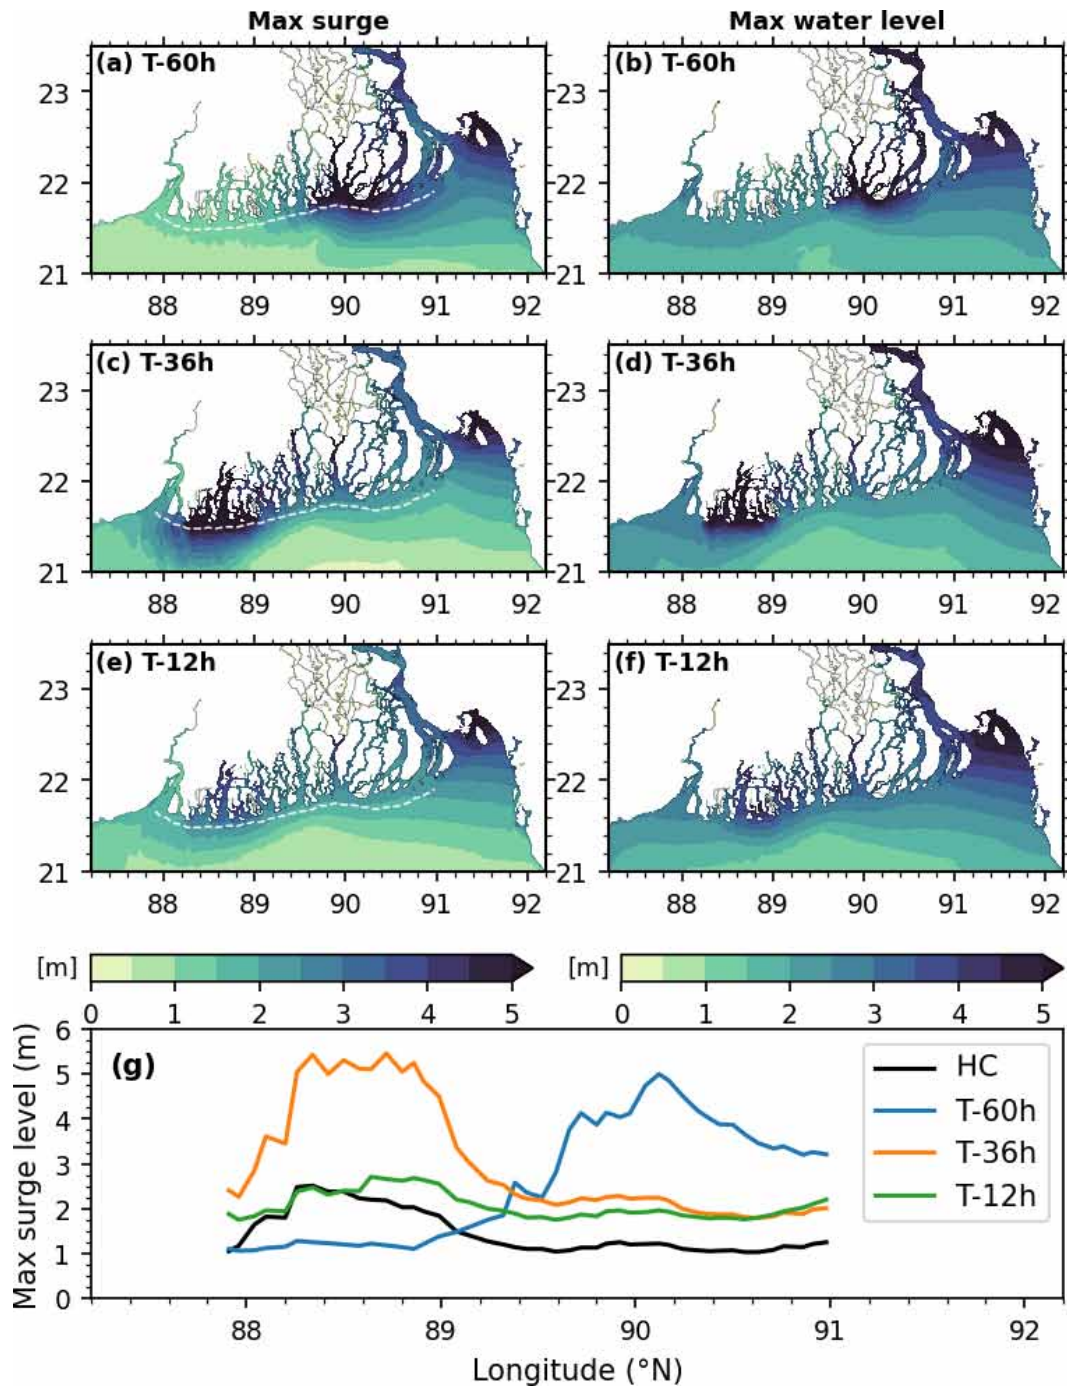 Max surge
Max water level
(a) T-60h
(b) T-60h
23
22
21
23
22
21
88 89 90 91 92
88 89 90 91 92
(c) T-36h
(d) T-36h
23
22
21
23
22
21
88 89 90 91 92
88 89 90 91 92
(e) T-12h
(f) T-12h
23
22
21
23
22
21
88 89 90 91 92
88 89 90 91 92
[m]
0 1 2 3 4 5
[m]
0 1 2 3 4 5
Max surge level (m)
6
5
4
3
2
1
0
(g)
HC
T-60h
T-36h
T-12h
88 89 90 91 92
Longitude (°N)